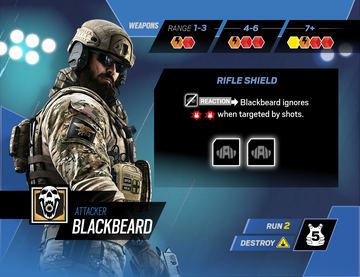 WEAPONS RANGE 1-3 4-6 7+
RIFLE SHIELD
REACTION Blackbeard ignores
when targeted by shots.
ATTACKER
BLACKBEARD
RUN 2
DESTROY
5